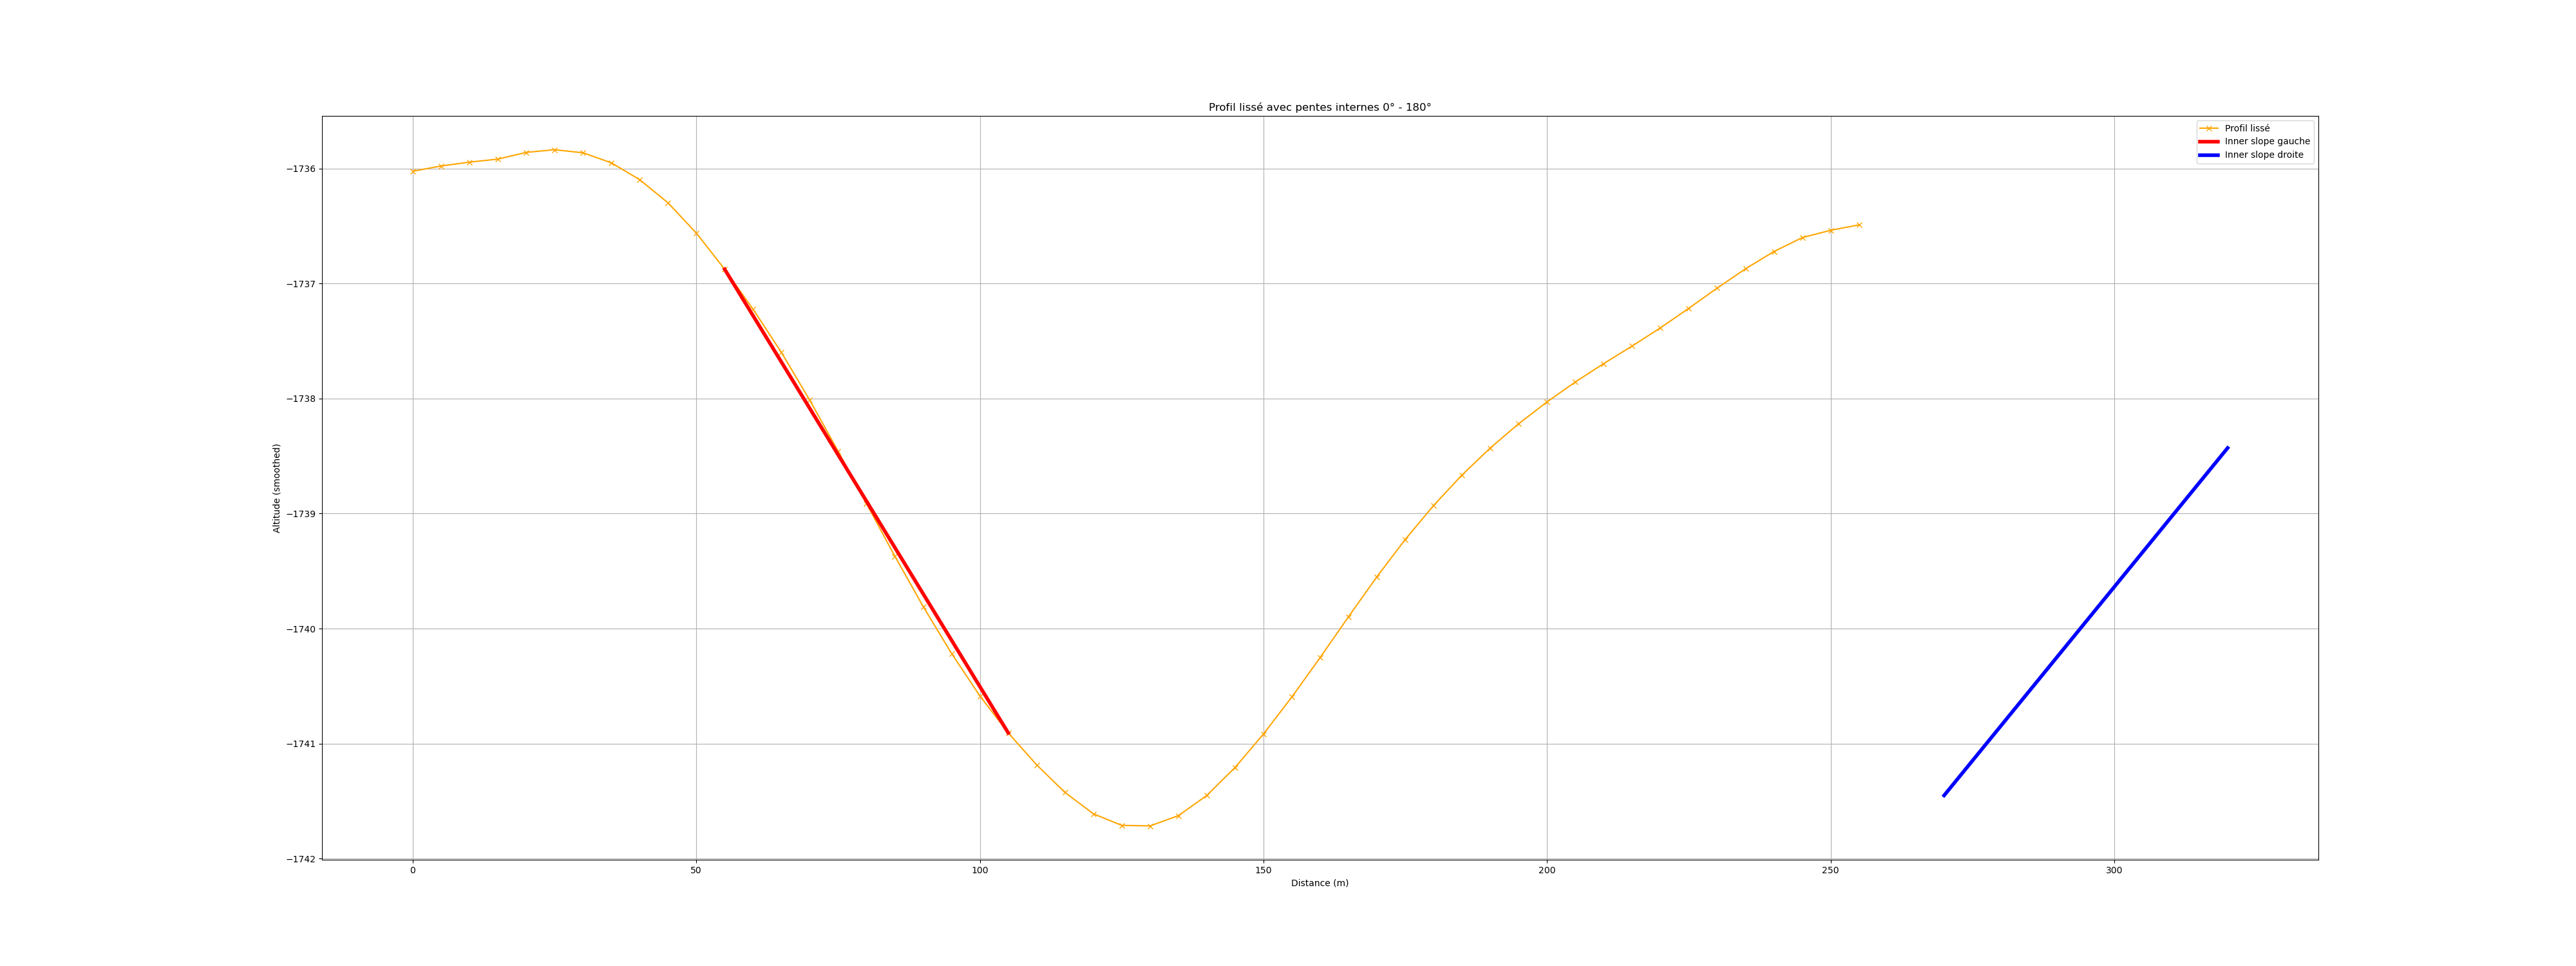 Profil lissé avec pentes internes 0° - 180°
Profil lissé
Inner slope gauche
Inner slope droite
−1736
−1737
−1738
−1739
−1740
−1741
−1742
Altitude (smoothed)
0
50
100
150
200
250
300
Distance (m)